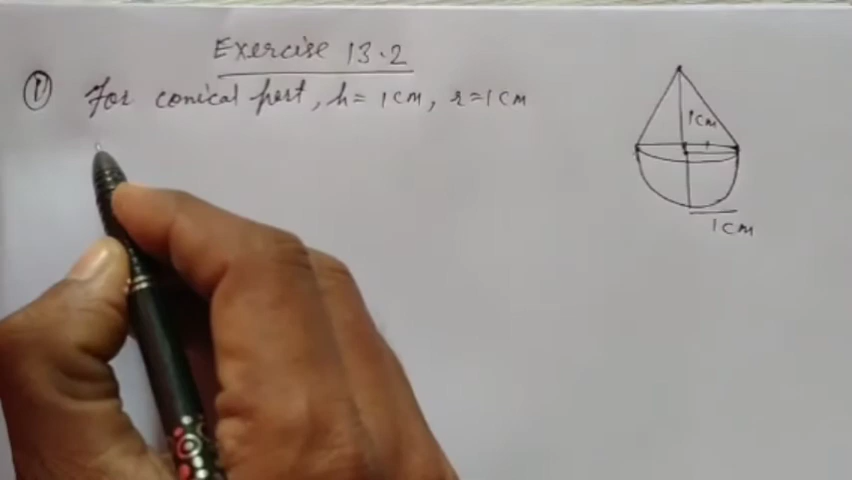 Exercise 13.2
① For conical part, h = 1cm, r = 1cm
1cm
1cm